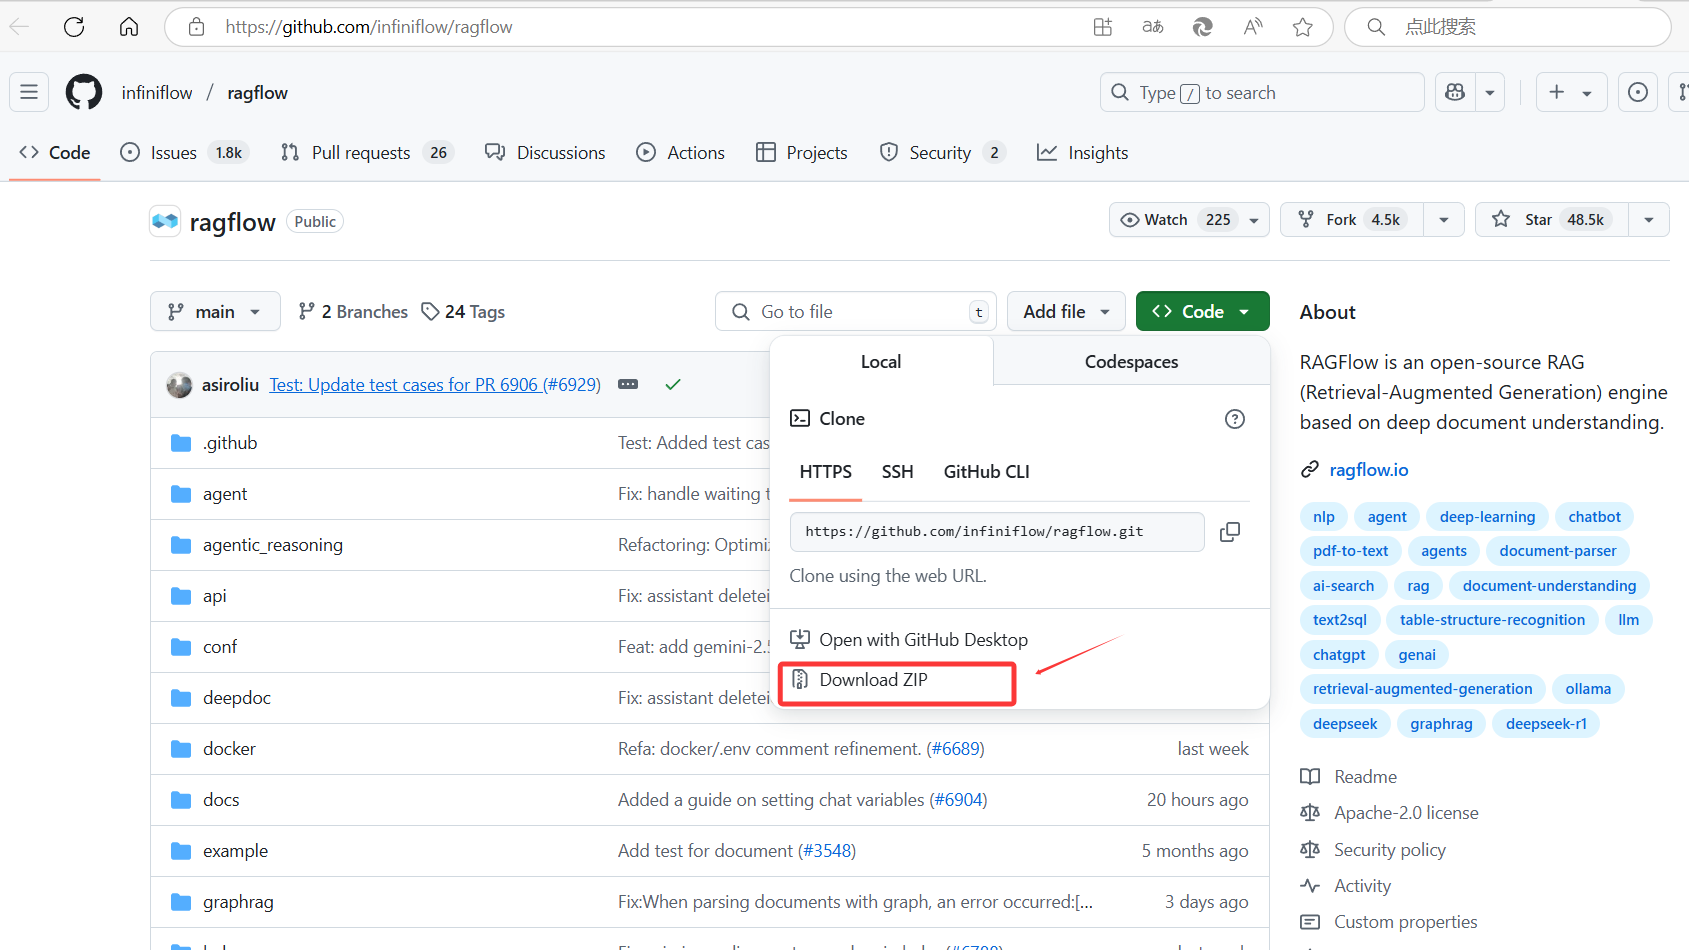 https://github.com/infiniflow/ragflow
aあ
A
点此搜索
infiniflow / ragflow
Type / to search
Code
Issues 1.8k
Pull requests 26
Discussions
Actions
Projects
Security 2
Insights
ragflow Public
Watch 225
Fork 4.5k
Star 48.5k
main
2 Branches
24 Tags
Go to file t
Add file
Code
About
Local
Codespaces
RAGFlow is an open-source RAG
(Retrieval-Augmented Generation) engine
based on deep document understanding.
asiroliu Test: Update test cases for PR 6906 (#6929)
Clone
.github Test: Added test cas
HTTPS SSH GitHub CLI
ragflow.io
agent Fix: handle waiting t
nlp agent deep-learning chatbot
https://github.com/infiniflow/ragflow.git
agentic_reasoning Refactoring: Optimiz
pdf-to-text agents document-parser
Clone using the web URL.
ai-search rag document-understanding
api Fix: assistant deletei
text2sql table-structure-recognition llm
Open with GitHub Desktop
conf Feat: add gemini-2.5
chatgpt genai
Download ZIP
retrieval-augmented-generation ollama
deepdoc Fix: assistant deletei
deepseek graphrag deepseek-r1
docker Refa: docker/.env comment refinement. (#6689) last week
Readme
docs Added a guide on setting chat variables (#6904) 20 hours ago
Apache-2.0 license
example Add test for document (#3548) 5 months ago
Security policy
Activity
graphrag Fix:When parsing documents with graph, an error occurred:[... 3 days ago
Custom properties